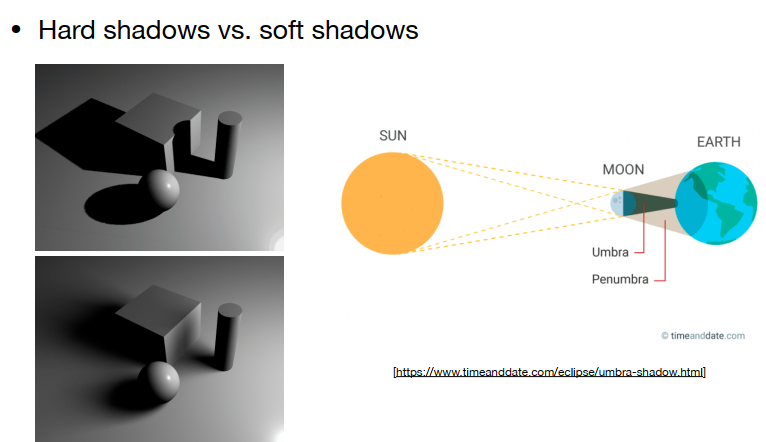 • Hard shadows vs. soft shadows
SUN
EARTH
MOON
Umbra
Penumbra
© timeanddate.com
[https://www.timeanddate.com/eclipse/umbra-shadow.html]